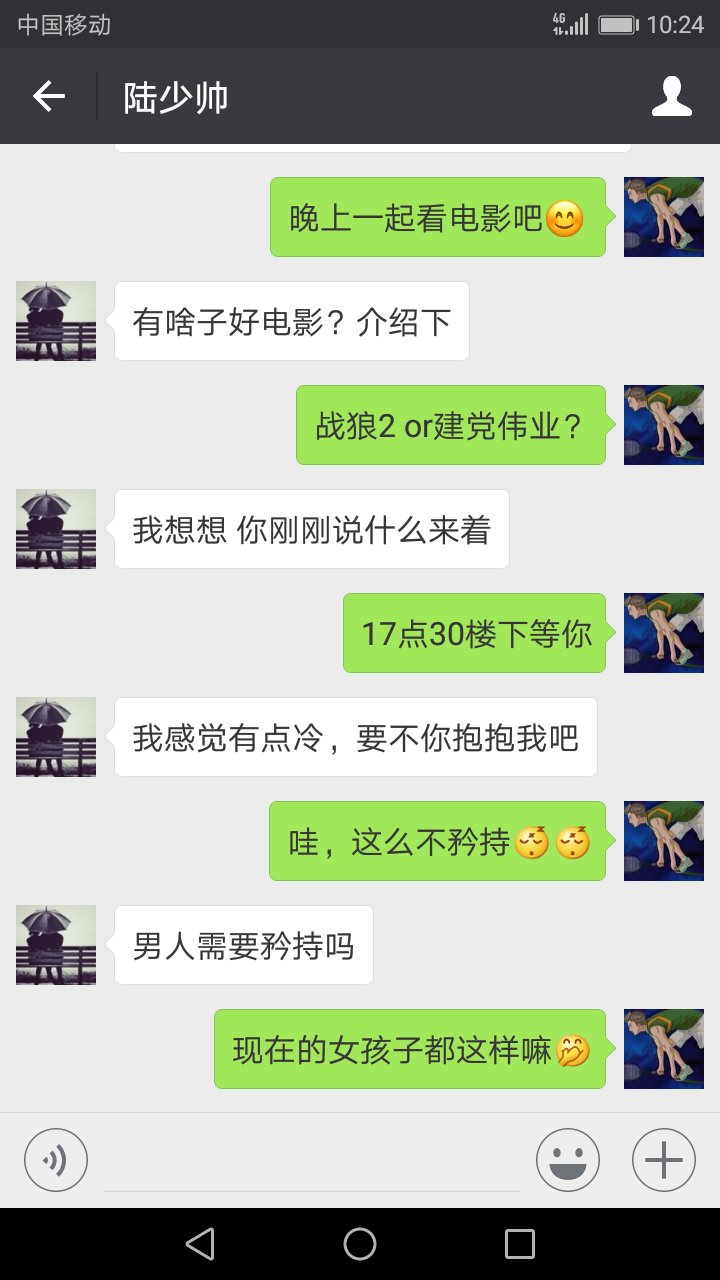 中国移动 4G 10:24
陆少帅
晚上一起看电影吧😊
有啥子好电影？介绍下
战狼2 or建党伟业？
我想想 你刚刚说什么来着
17点30楼下等你
我感觉有点冷，要不你抱抱我吧
哇，这么不矜持😴😴
男人需要矜持吗
现在的女孩子都这样嘛🤭